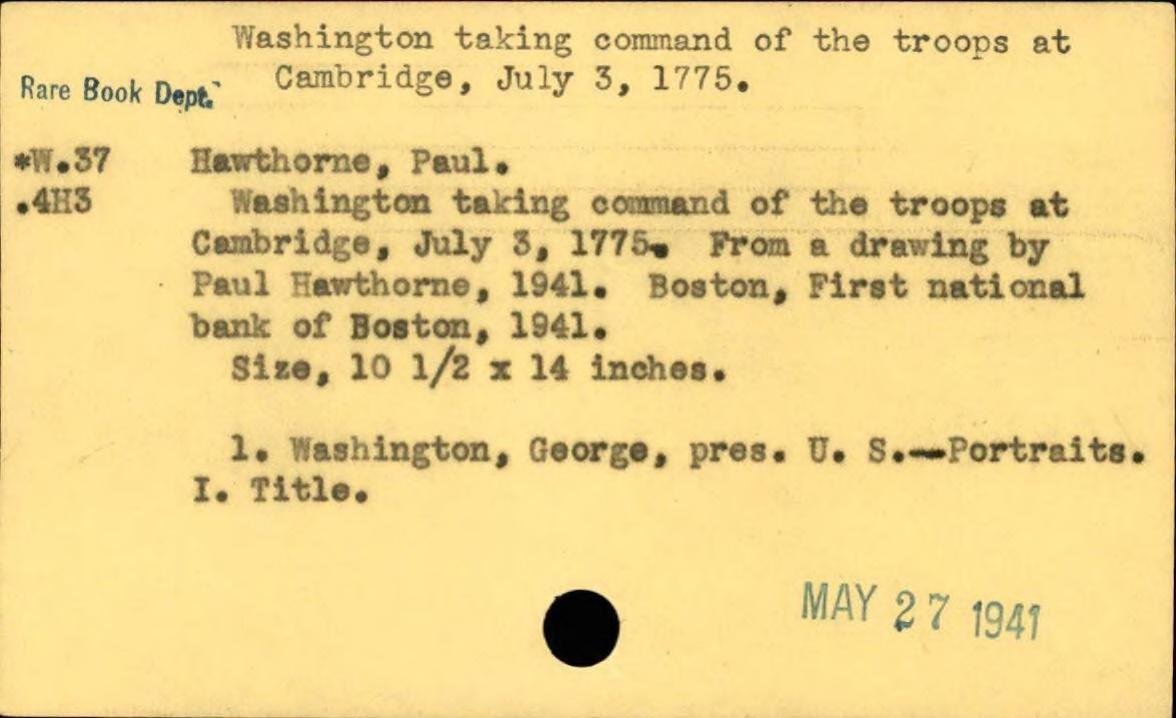 Washington taking command of the troops at
Cambridge, July 3, 1775.
Rare Book Dept.
*W.37
.4H3
Hawthorne, Paul.
Washington taking command of the troops at
Cambridge, July 3, 1775. From a drawing by
Paul Hawthorne, 1941. Boston, First national
bank of Boston, 1941.
Size, 10 1/2 x 14 inches.
1. Washington, George, pres. U. S.—Portraits.
I. Title.
MAY 27 1941